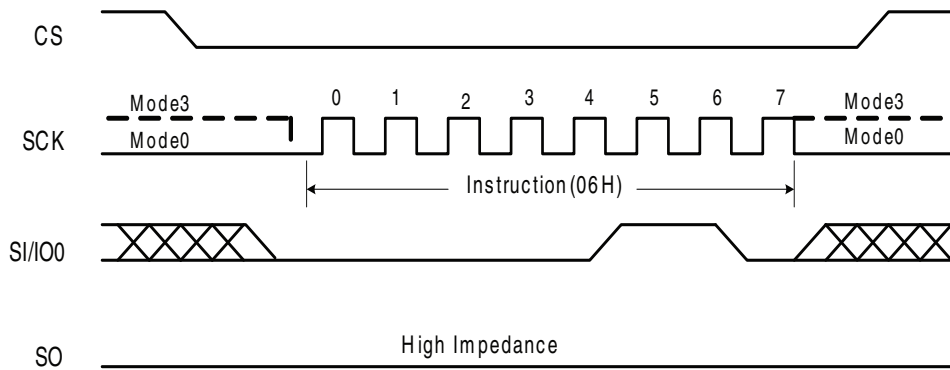 CS
0 1 2 3 4 5 6 7
Mode3 Mode3
SCK
Mode0 Mode0
Instruction(06H)
SI/IO0
High Impedance
SO